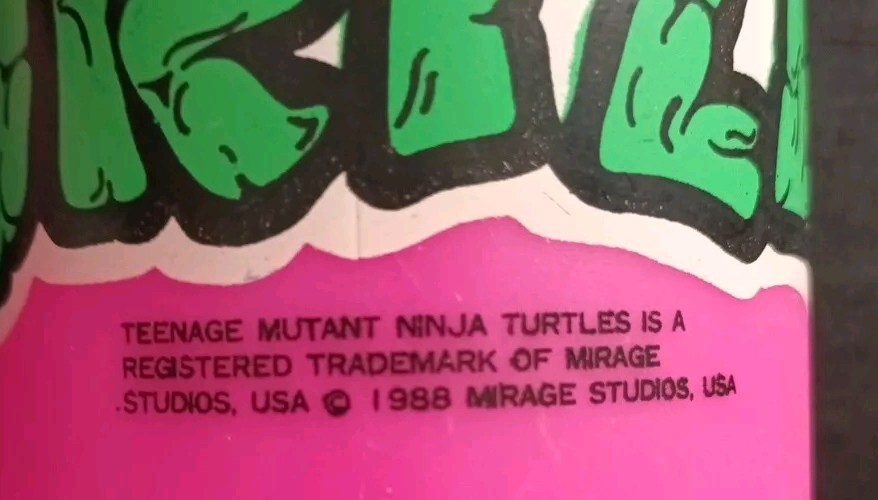 TEENAGE MUTANT NINJA TURTLES IS A
REGISTERED TRADEMARK OF MIRAGE
STUDIOS, USA © 1988 MIRAGE STUDIOS, USA